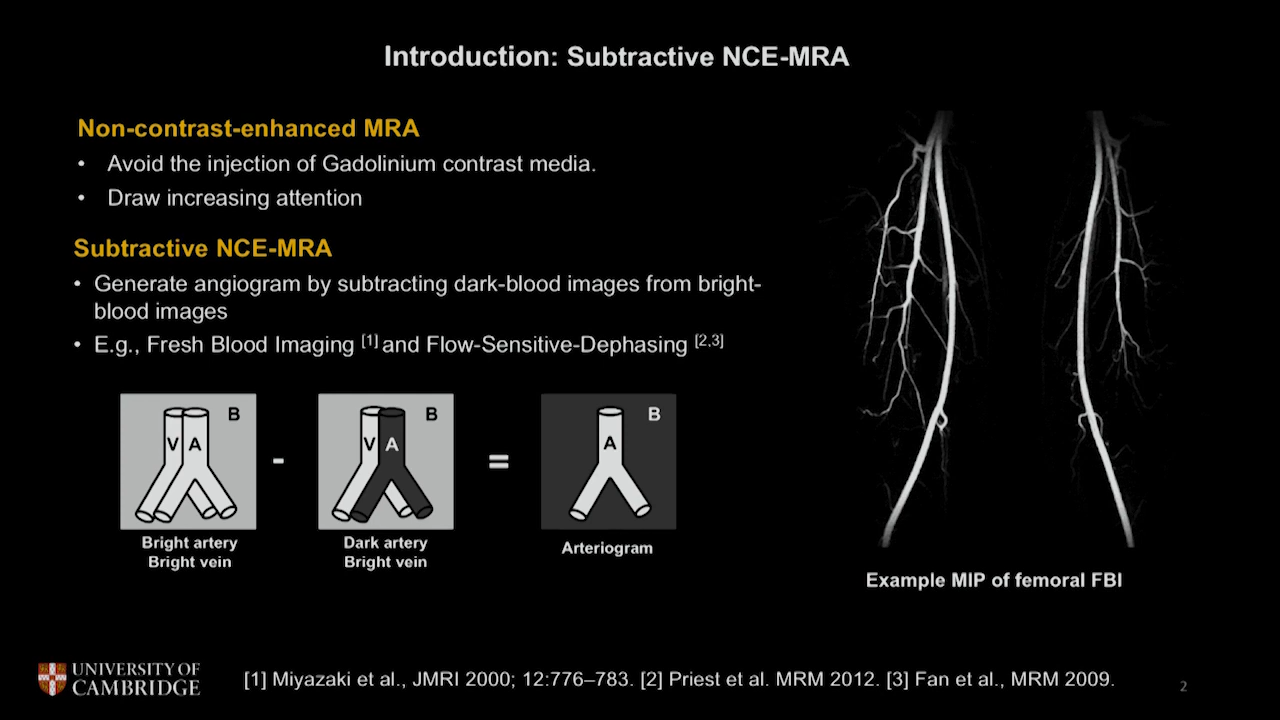 Introduction: Subtractive NCE-MRA
Non-contrast-enhanced MRA
• Avoid the injection of Gadolinium contrast media.
• Draw increasing attention
Subtractive NCE-MRA
• Generate angiogram by subtracting dark-blood images from bright-
blood images
• E.g., Fresh Blood Imaging [1] and Flow-Sensitive-Dephasing [2,3]
V A B
-
V A B
=
A B
Bright artery
Bright vein
Dark artery
Bright vein
Arteriogram
Example MIP of femoral FBI
UNIVERSITY OF
CAMBRIDGE
[1] Miyazaki et al., JMRI 2000; 12:776–783. [2] Priest et al. MRM 2012. [3] Fan et al., MRM 2009.
2